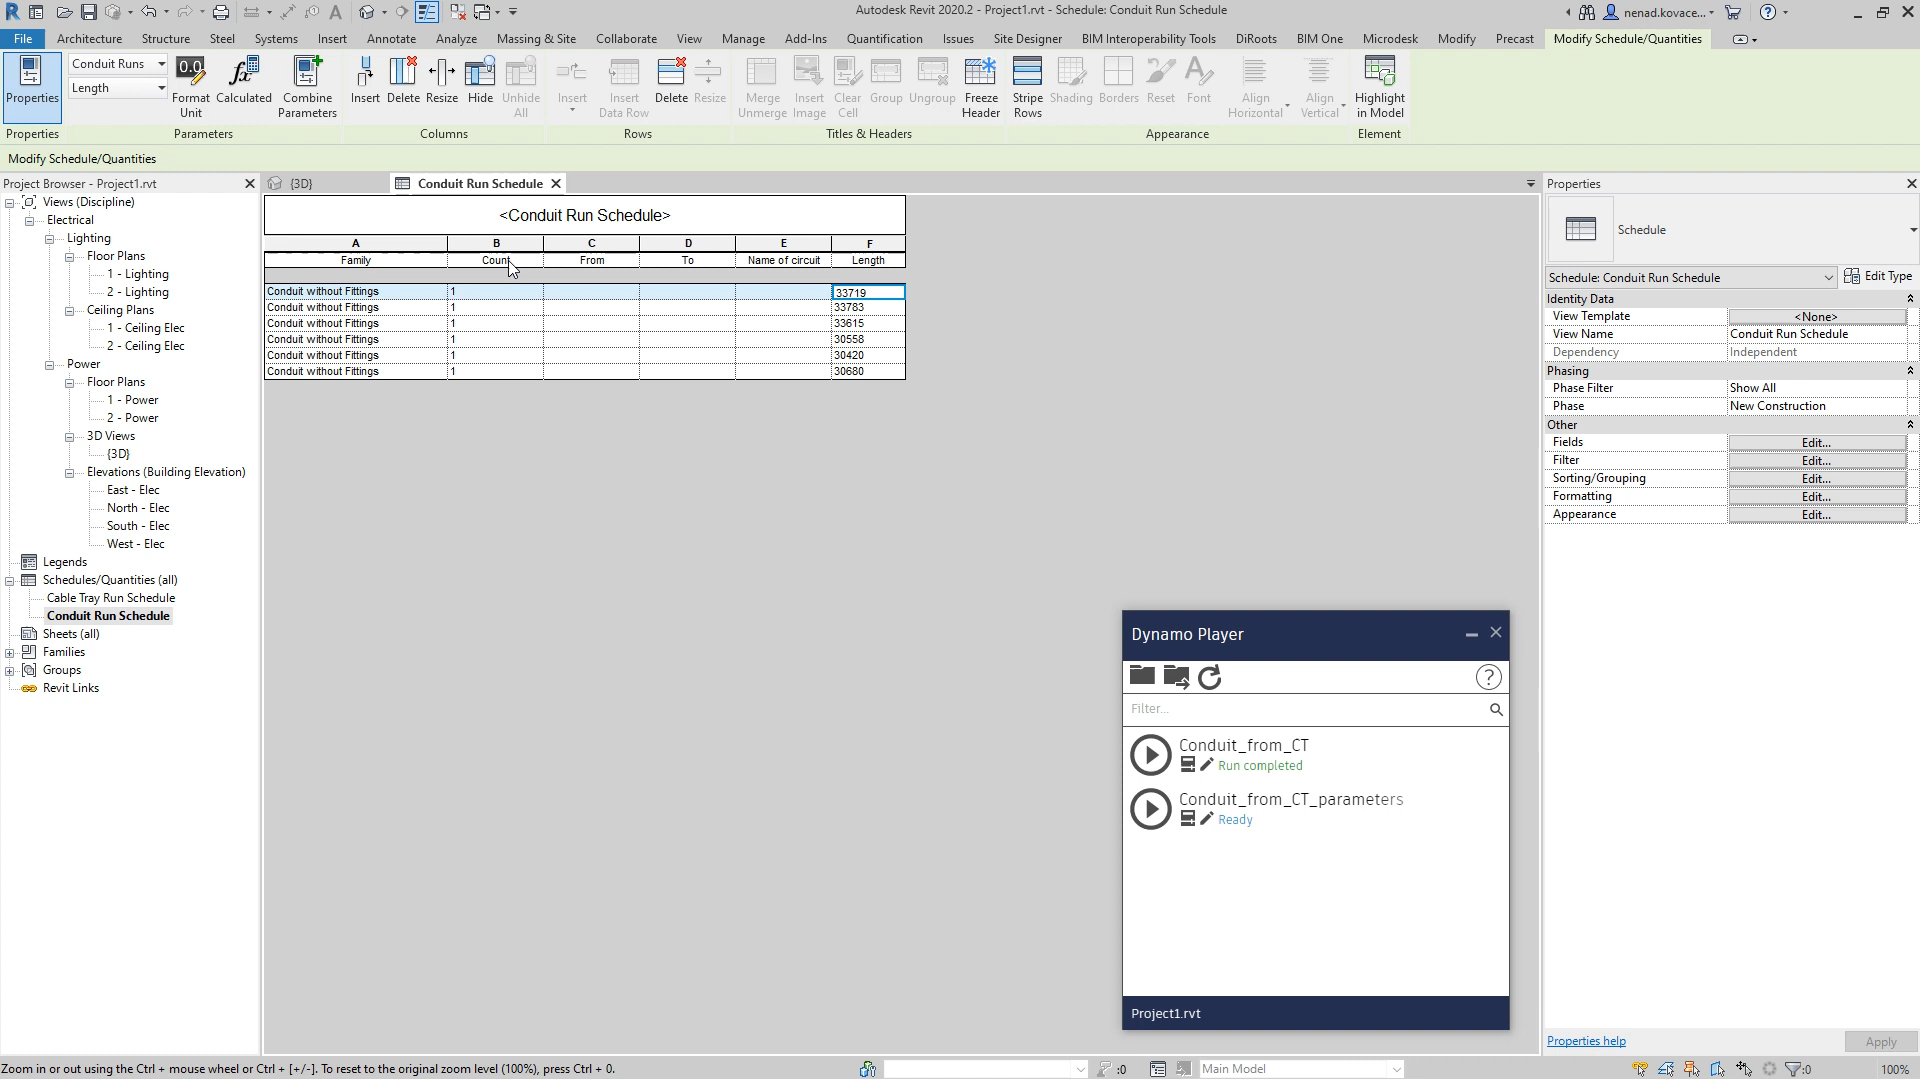 Autodesk Revit 2020.2 - Project1.rvt - Schedule: Conduit Run Schedule
nenad.kovace...
File Architecture Structure Steel Systems Insert Annotate Analyze Massing & Site Collaborate View Manage Add-Ins Quantification Issues Site Designer BIM Interoperability Tools DiRoots BIM One Microdesk Modify Precast Modify Schedule/Quantities
Conduit Runs
Length
0.0
Properties
Format Unit
Calculated
Combine Parameters
Insert
Delete
Resize
Hide
Unhide All
Insert
Insert Data Row
Delete
Resize
Merge Unmerge
Insert Image
Clear Cell
Group
Ungroup
Freeze Header
Stripe Rows
Shading
Borders
Reset
Font
Align Horizontal
Align Vertical
Highlight in Model
Properties Parameters Columns Rows Titles & Headers Appearance Element
Modify Schedule/Quantities
Project Browser - Project1.rvt
Views (Discipline)
Electrical
Lighting
Floor Plans
1 - Lighting
2 - Lighting
Ceiling Plans
1 - Ceiling Elec
2 - Ceiling Elec
Power
Floor Plans
1 - Power
2 - Power
3D Views
{3D}
Elevations (Building Elevation)
East - Elec
North - Elec
South - Elec
West - Elec
Legends
Schedules/Quantities (all)
Cable Tray Run Schedule
Conduit Run Schedule
Sheets (all)
Families
Groups
Revit Links
{3D}
Conduit Run Schedule
<Conduit Run Schedule>
A B C D E F
Family Count From To Name of circuit Length
Conduit without Fittings 1 33719
Conduit without Fittings 1 33783
Conduit without Fittings 1 33615
Conduit without Fittings 1 30558
Conduit without Fittings 1 30420
Conduit without Fittings 1 30680
Dynamo Player
?
Filter...
Conduit_from_CT
Run completed
Conduit_from_CT_parameters
Ready
Project1.rvt
Properties
Schedule
Schedule: Conduit Run Schedule Edit Type
Identity Data
View Template <None>
View Name Conduit Run Schedule
Dependency Independent
Phasing
Phase Filter Show All
Phase New Construction
Other
Fields Edit...
Filter Edit...
Sorting/Grouping Edit...
Formatting Edit...
Appearance Edit...
Properties help
Apply
Zoom in or out using the Ctrl + mouse wheel or Ctrl + [+/-]. To reset to the original zoom level (100%), press Ctrl + 0.
:0
Main Model
:0
100%